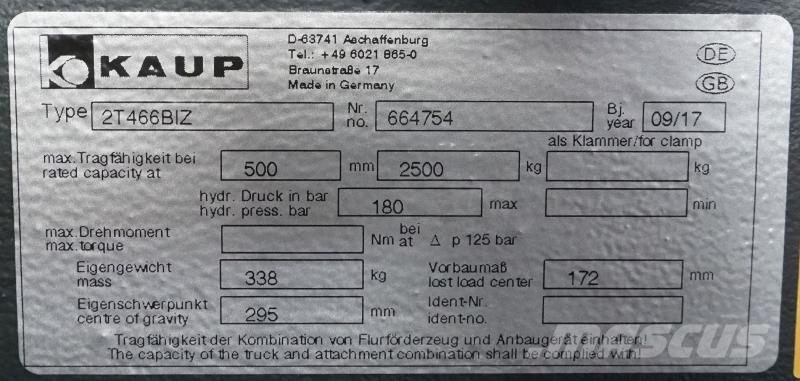 KAUP
D-63741 Aschaffenburg
Tel.: +49 6021 865-0
Braunstraße 17
Made in Germany
DE
GB
Type 2T466BIZ Nr. no. 664754 Bj. year 09/17
als Klammer/for clamp
max.Tragfähigkeit bei
rated capacity at 500 mm 2500 kg kg
hydr. Druck in bar
hydr. press. bar 180 max min
max.Drehmoment
max.torque Nm bei at Δ p 125 bar
Eigengewicht
mass 338 kg Vorbaumaß
lost load center 172 mm
Eigenschwerpunkt
centre of gravity 295 mm Ident-Nr.
ident-no.
Tragfähigkeit der Kombination von Flurförderzeug und Anbaugerät einhalten!
The capacity of the truck and attachment combination shall be complied with!
MASCUS